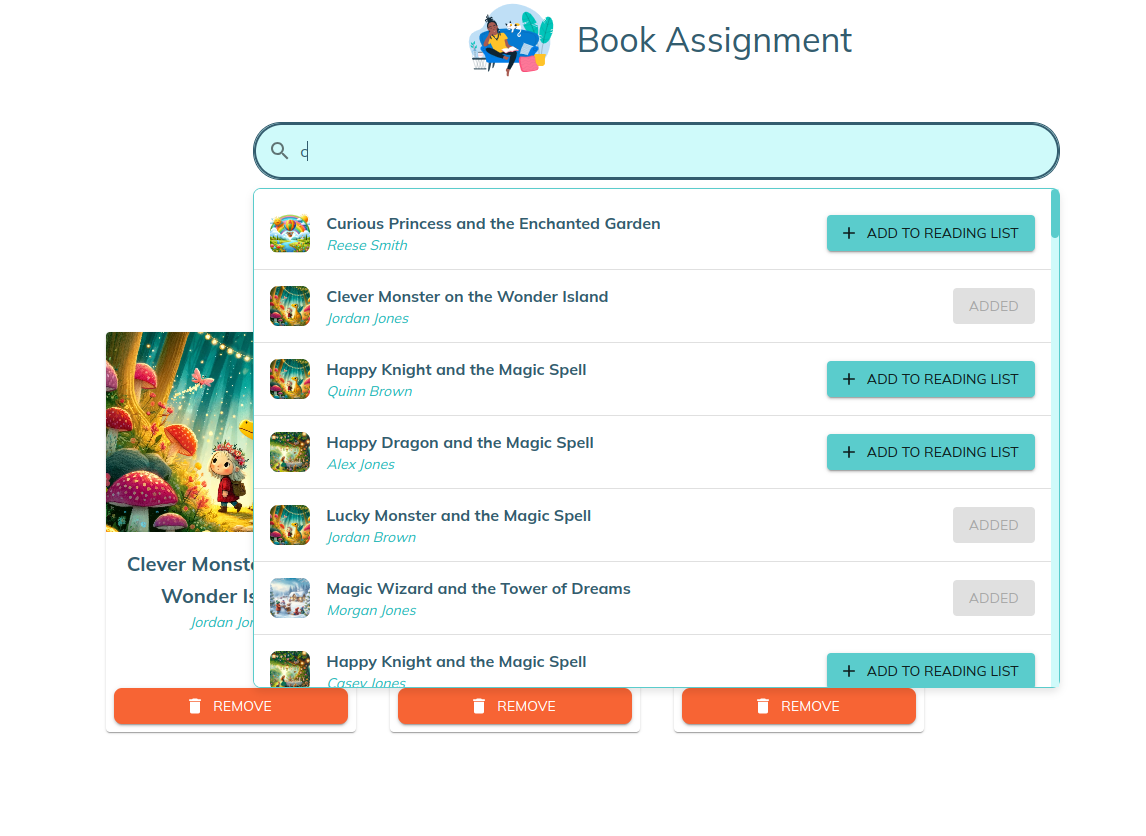 Book Assignment
c
Curious Princess and the Enchanted Garden
Reese Smith
ADD TO READING LIST
Clever Monster on the Wonder Island
Jordan Jones
ADDED
Happy Knight and the Magic Spell
Quinn Brown
ADD TO READING LIST
Happy Dragon and the Magic Spell
Alex Jones
ADD TO READING LIST
Lucky Monster and the Magic Spell
Jordan Brown
ADDED
Magic Wizard and the Tower of Dreams
Morgan Jones
ADDED
Happy Knight and the Magic Spell
Casey Jones
ADD TO READING LIST
Clever Monst
Wonder Is
Jordan Jor
REMOVE
REMOVE
REMOVE